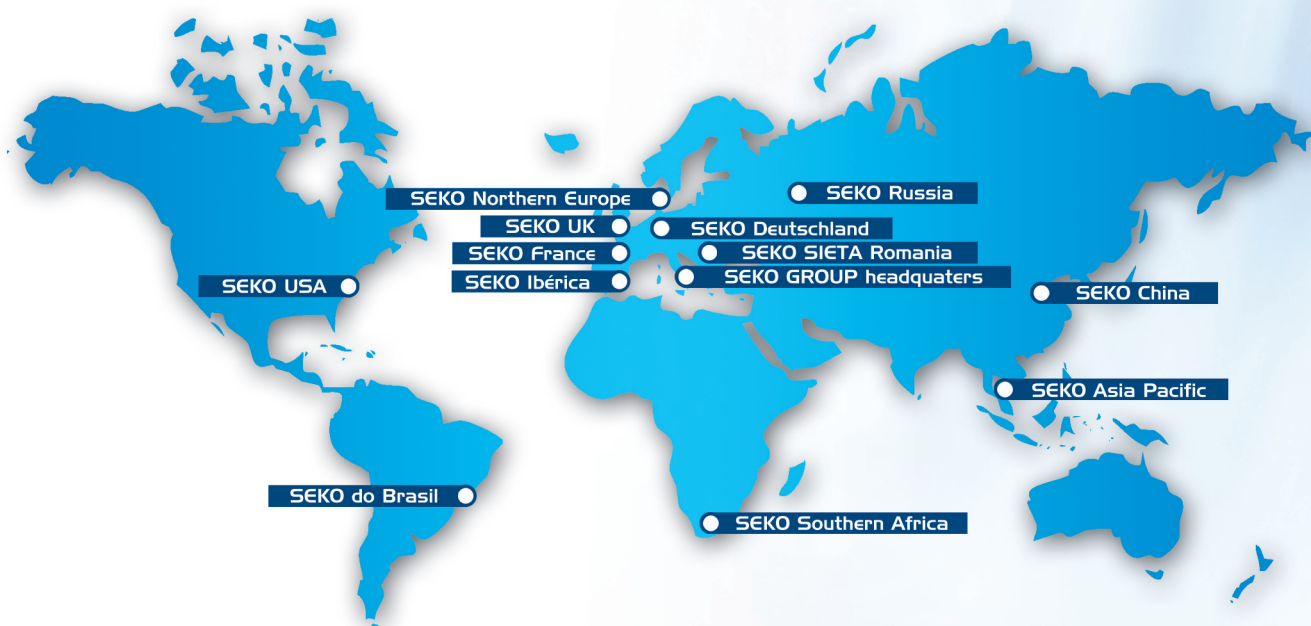 SEKO Northern Europe
SEKO Russia
SEKO UK
SEKO Deutschland
SEKO France
SEKO SIETA Romania
SEKO Ibérica
SEKO GROUP headquaters
SEKO USA
SEKO China
SEKO Asia Pacific
SEKO do Brasil
SEKO Southern Africa